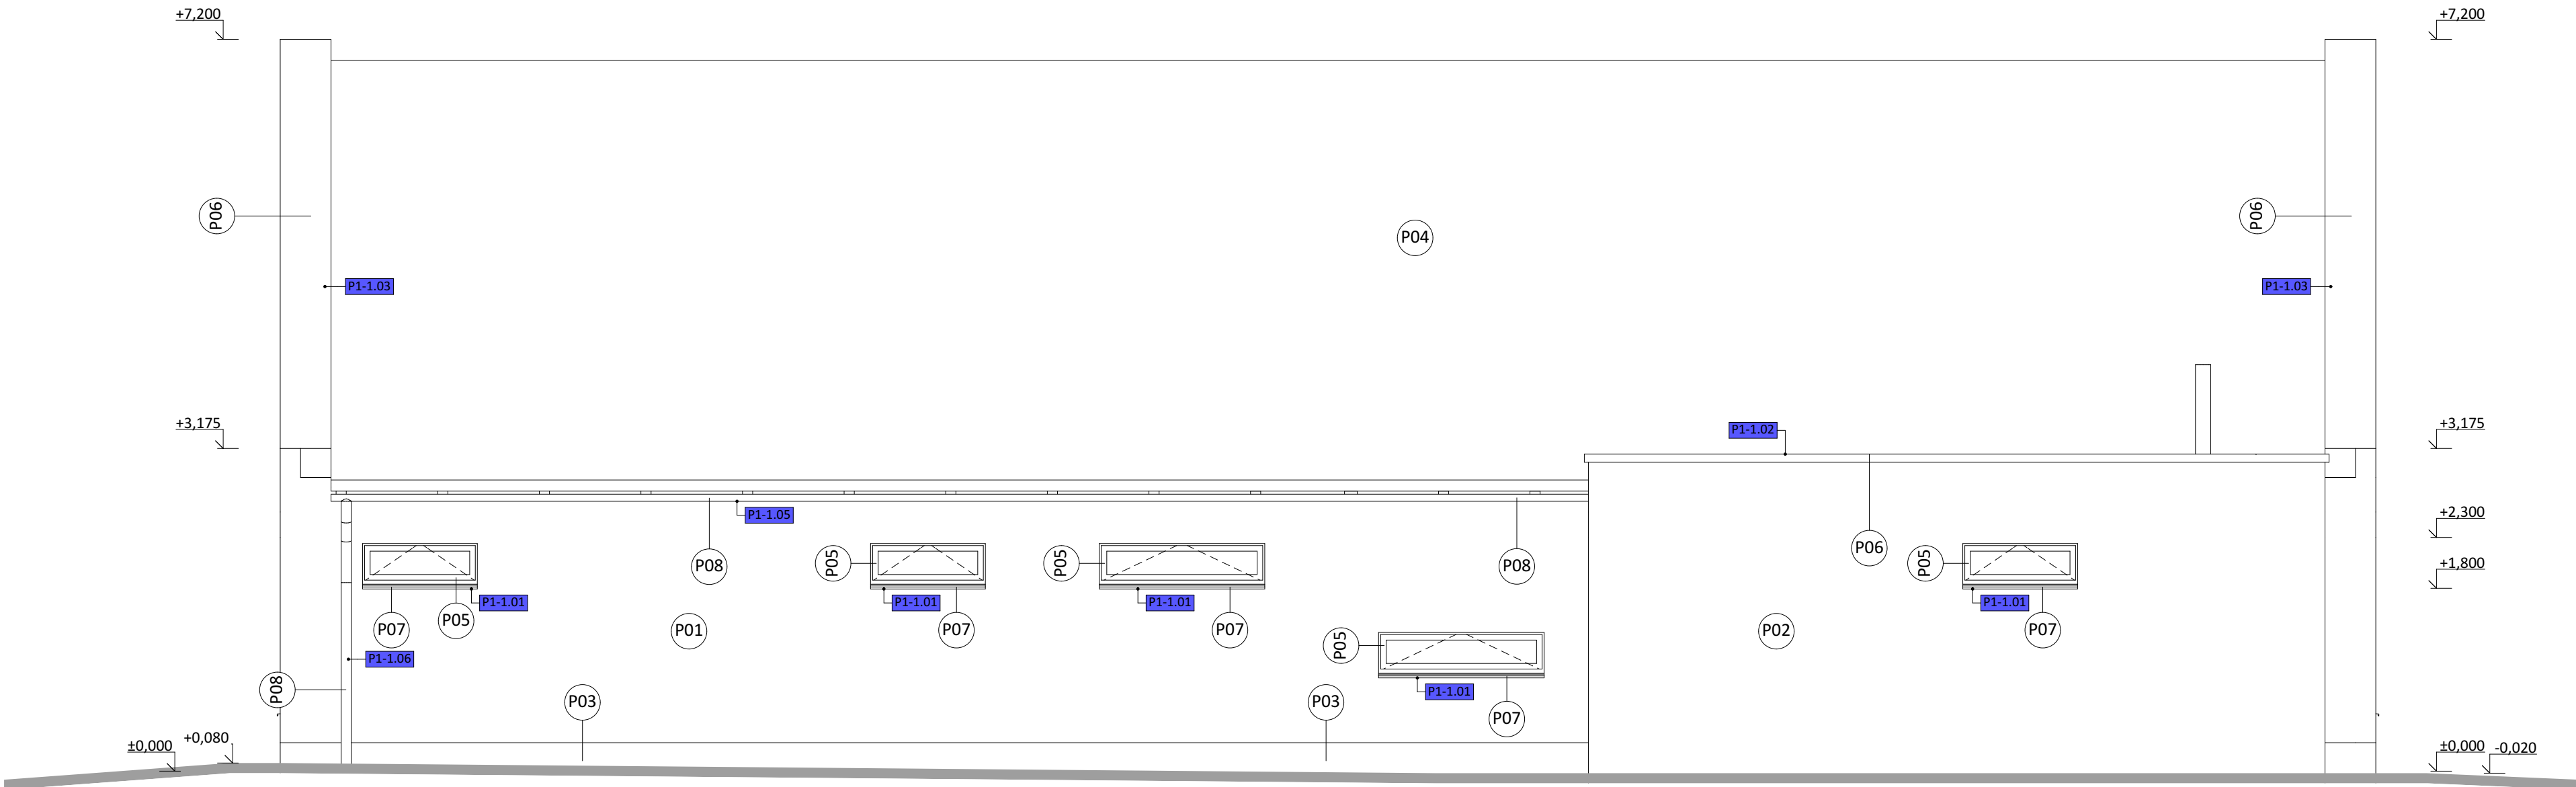 +7,200
+7,200
P06
P04
P06
P1-1.03
P1-1.03
+3,175
P1-1.02
+3,175
P1-1.05
+2,300
P08
P05
P05
P08
P06
P05
+1,800
P1-1.01
P1-1.01
P1-1.01
P1-1.01
P07
P05
P01
P07
P07
P05
P02
P07
P1-1.06
P08
P1-1.01
P03
P03
P07
±0,000
+0,080
±0,000
-0,020